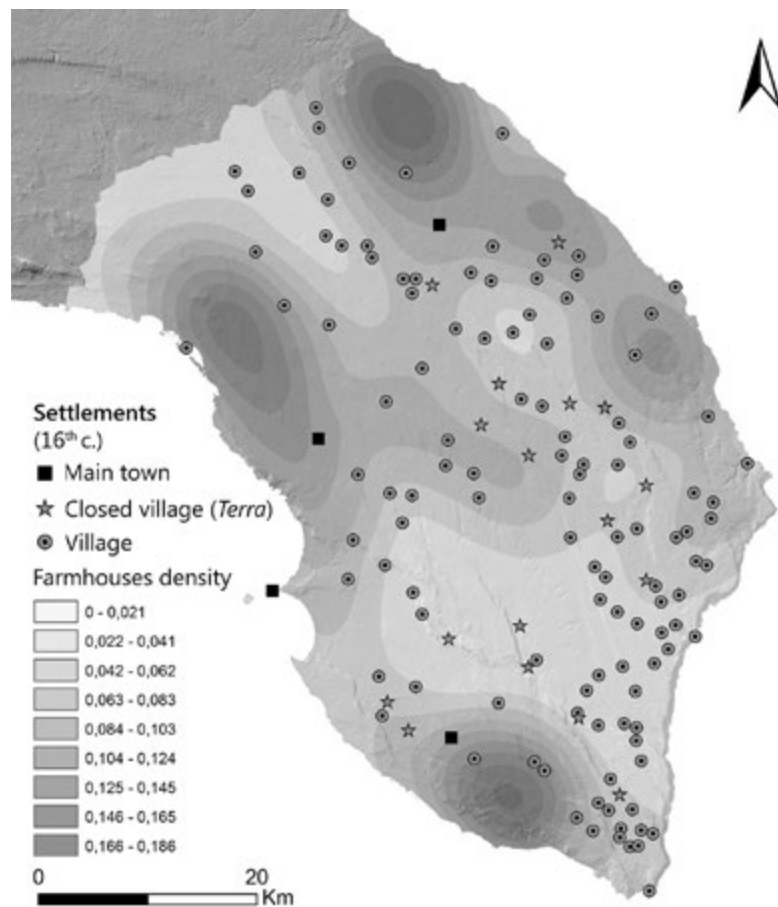 Settlements
(16th c.)
Main town
Closed village (Terra)
Village
Farmhouses density
0 - 0,021
0,022 - 0,041
0,042 - 0,062
0,063 - 0,083
0,084 - 0,103
0,104 - 0,124
0,125 - 0,145
0,146 - 0,165
0,166 - 0,186
0 20
Km